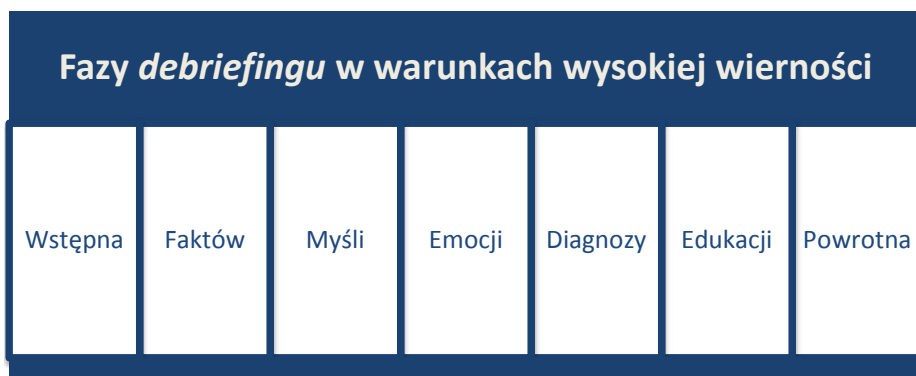 Fazy debriefingu w warunkach wysokiej wierności
Wstępna
Faktów
Myśli
Emocji
Diagnozy
Edukacji
Powrotna